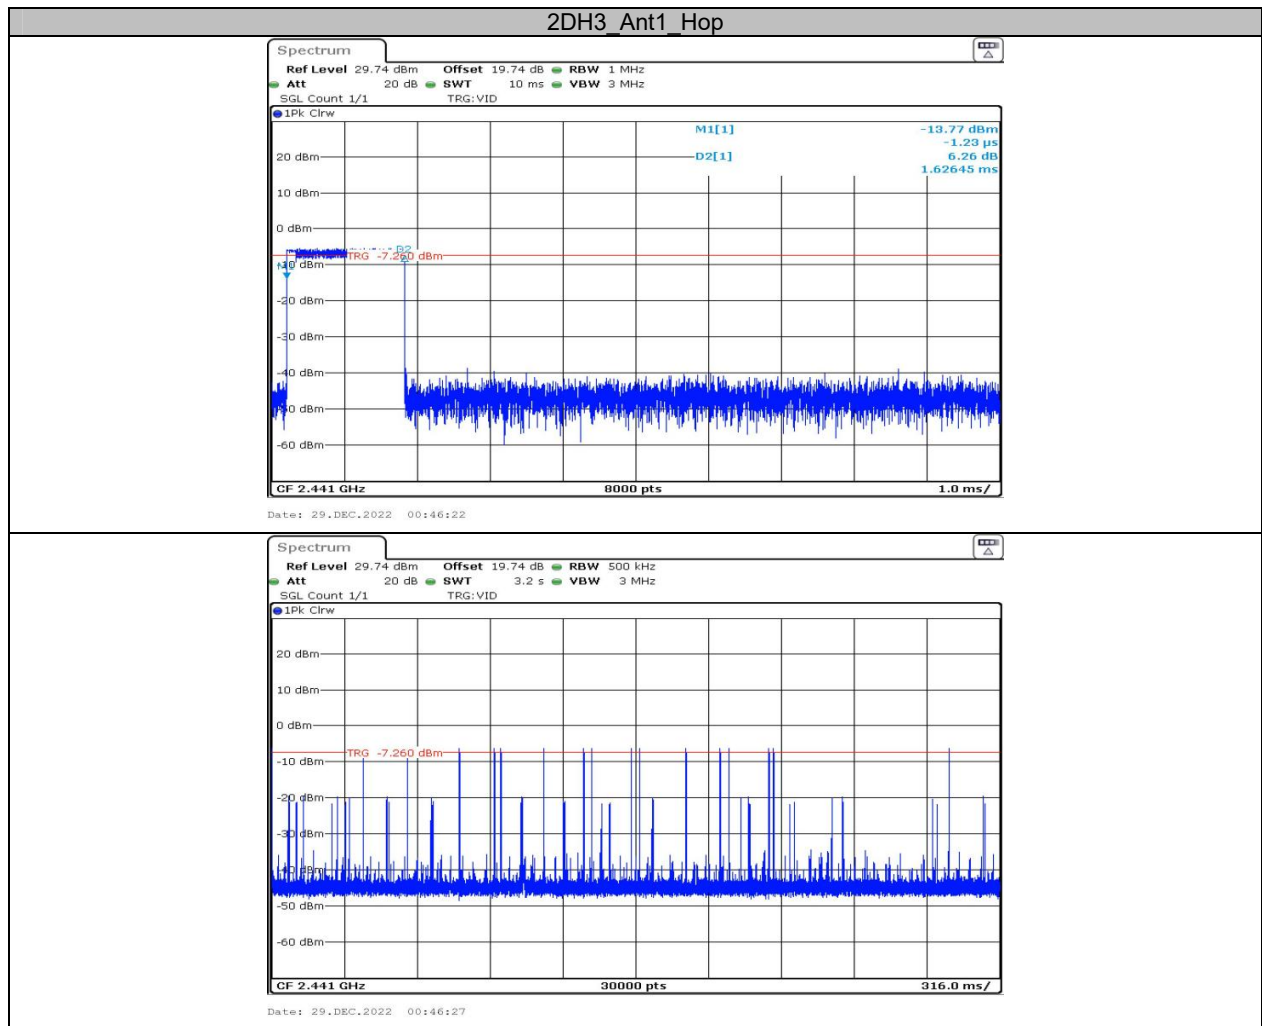 2DH3_Ant1_Hop
Spectrum
Ref Level 29.74 dBm Offset 19.74 dB RBW 1 MHz
Att 20 dB SWT 10 ms VBW 3 MHz
SGL Count 1/1 TRG:VID
1Pk Clrw
M1[1] -13.77 dBm
-1.23 µs
20 dBm D2[1] 6.26 dB
1.62645 ms
10 dBm
0 dBm
D2
TRG -7.260 dBm
-10 dBm
-20 dBm
-30 dBm
-40 dBm
-50 dBm
-60 dBm
CF 2.441 GHz 8000 pts 1.0 ms/
Date: 29.DEC.2022 00:46:22
Spectrum
Ref Level 29.74 dBm Offset 19.74 dB RBW 500 kHz
Att 20 dB SWT 3.2 s VBW 3 MHz
SGL Count 1/1 TRG:VID
1Pk Clrw
20 dBm
10 dBm
0 dBm
TRG -7.260 dBm
-10 dBm
-20 dBm
-30 dBm
-40 dBm
-50 dBm
-60 dBm
CF 2.441 GHz 30000 pts 316.0 ms/
Date: 29.DEC.2022 00:46:27